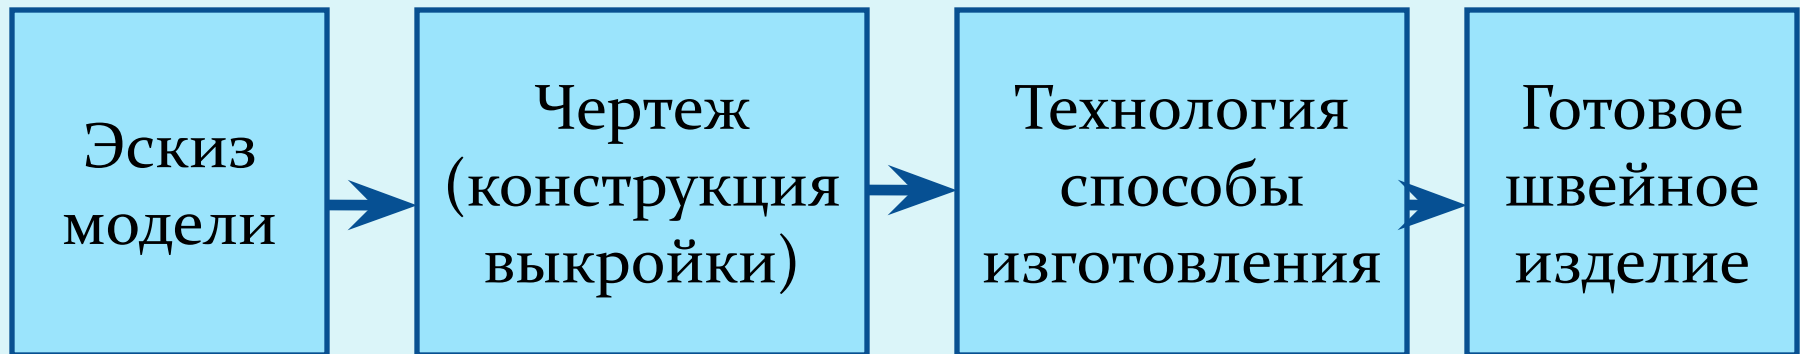 Эскиз
модели
Чертеж
(конструкция
выкройки)
Технология
способы
изготовления
Готовое
швейное
изделие